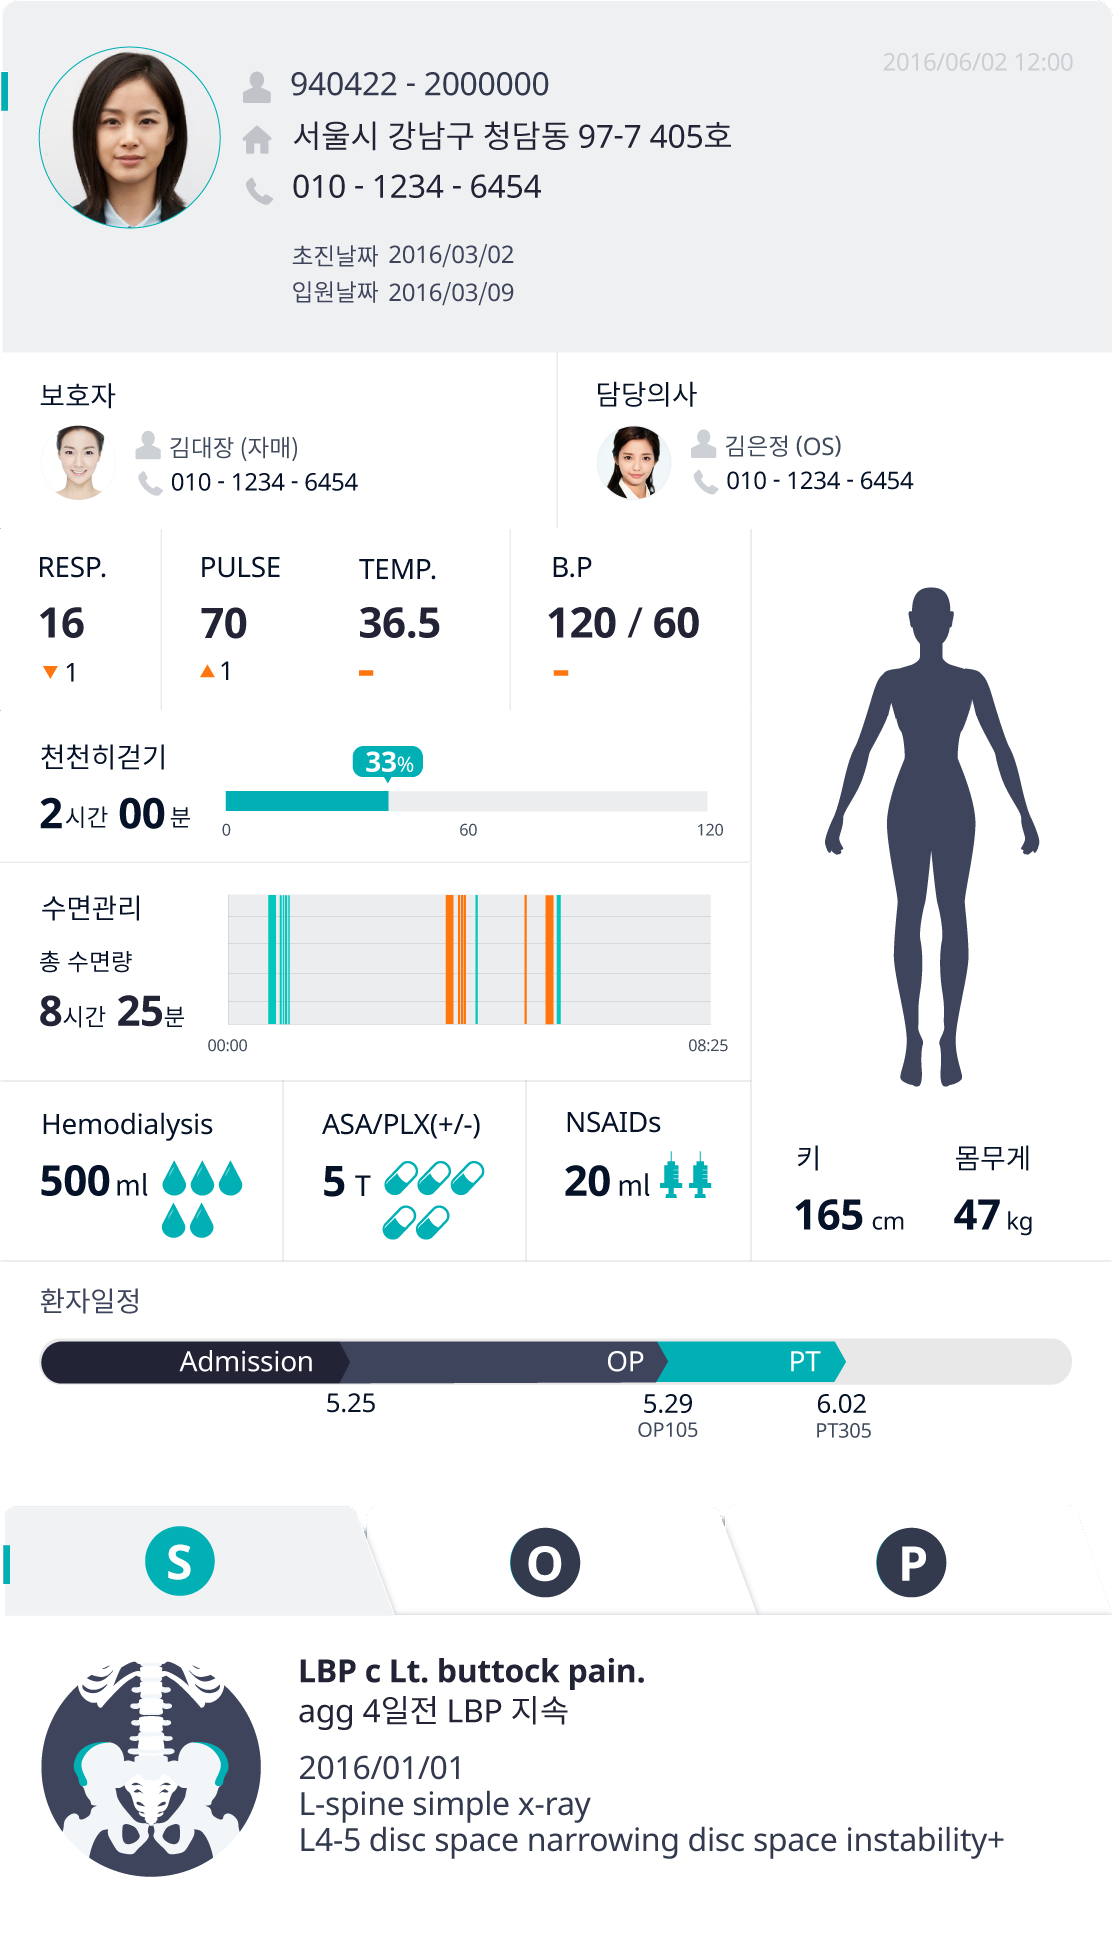 2016/06/02 12:00
940422 - 2000000
서울시 강남구 청담동 97-7 405호
010 - 1234 - 6454
초진날짜 2016/03/02
입원날짜 2016/03/09
보호자
김대장 (자매)
010 - 1234 - 6454
담당의사
김은정 (OS)
010 - 1234 - 6454
RESP.
16
▼ 1
PULSE
70
▲ 1
TEMP.
36.5
-
B.P
120 / 60
-
천천히걷기
2시간 00분
33%
0 60 120
수면관리
총 수면량
8시간 25분
00:00 08:25
Hemodialysis
500 ml
ASA/PLX(+/-)
5 T
NSAIDs
20 ml
키
165 cm
몸무게
47 kg
환자일정
Admission OP PT
5.25 5.29 6.02
OP105 PT305
S O P
LBP c Lt. buttock pain.
agg 4일전 LBP 지속
2016/01/01
L-spine simple x-ray
L4-5 disc space narrowing disc space instability+